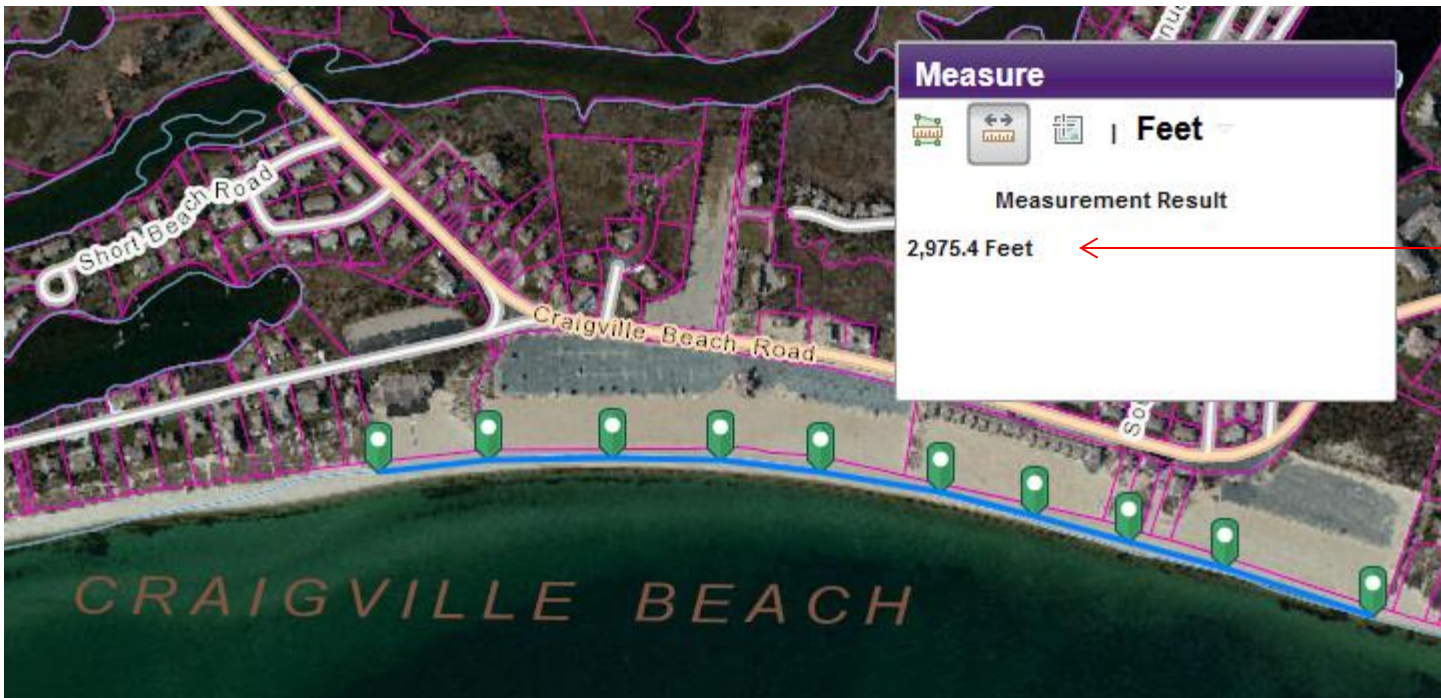 Measure
| Feet
Measurement Result
2,975.4 Feet
Short Beach Road
Craigville Beach Road
CRAIGVILLE BEACH